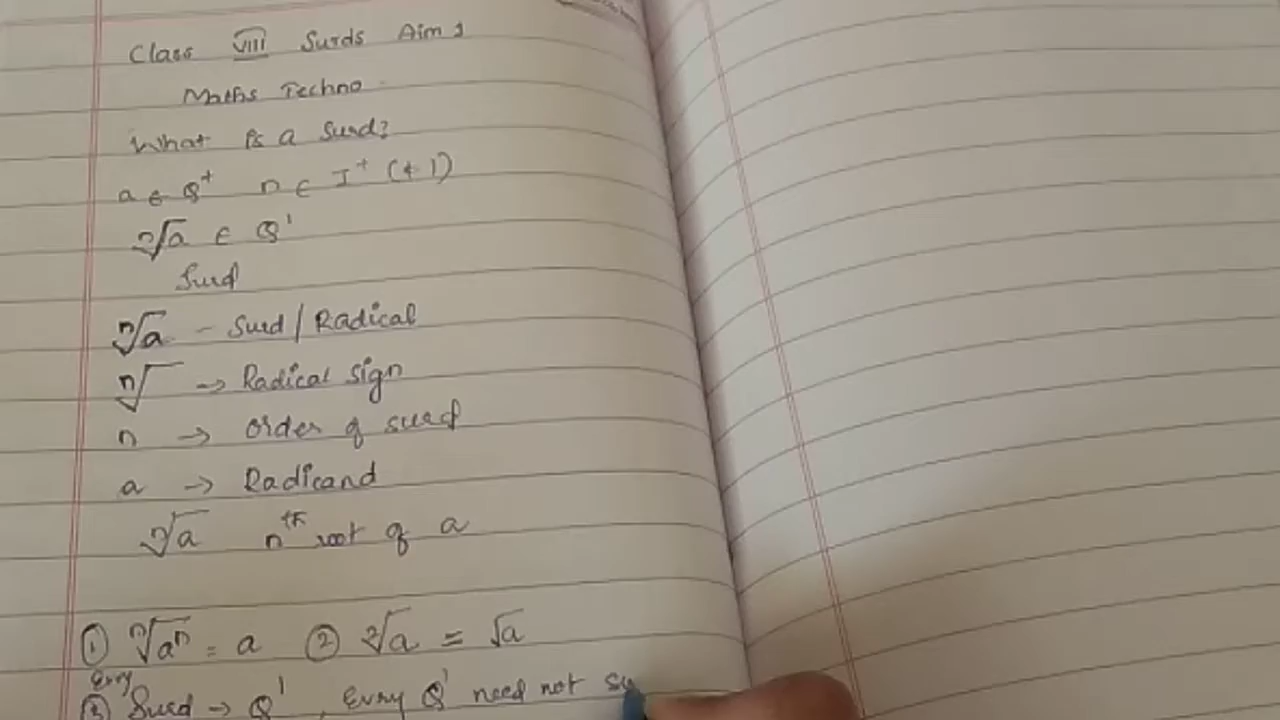 Class VIII Surds Aim 1
Maths Techno
What is a Surd?
a ∈ Q⁺ n ∈ I⁺ (≠ 1)
ⁿ√a ∈ Q'
Surd
ⁿ√a - Surd / Radical
ⁿ√ → Radical sign
n → order of surd
a → Radicand
ⁿ√a nᵗʰ root of a
① ⁿ√aⁿ = a ② ²√a = √a
Every
③ Surd → Q' , Every Q' need not